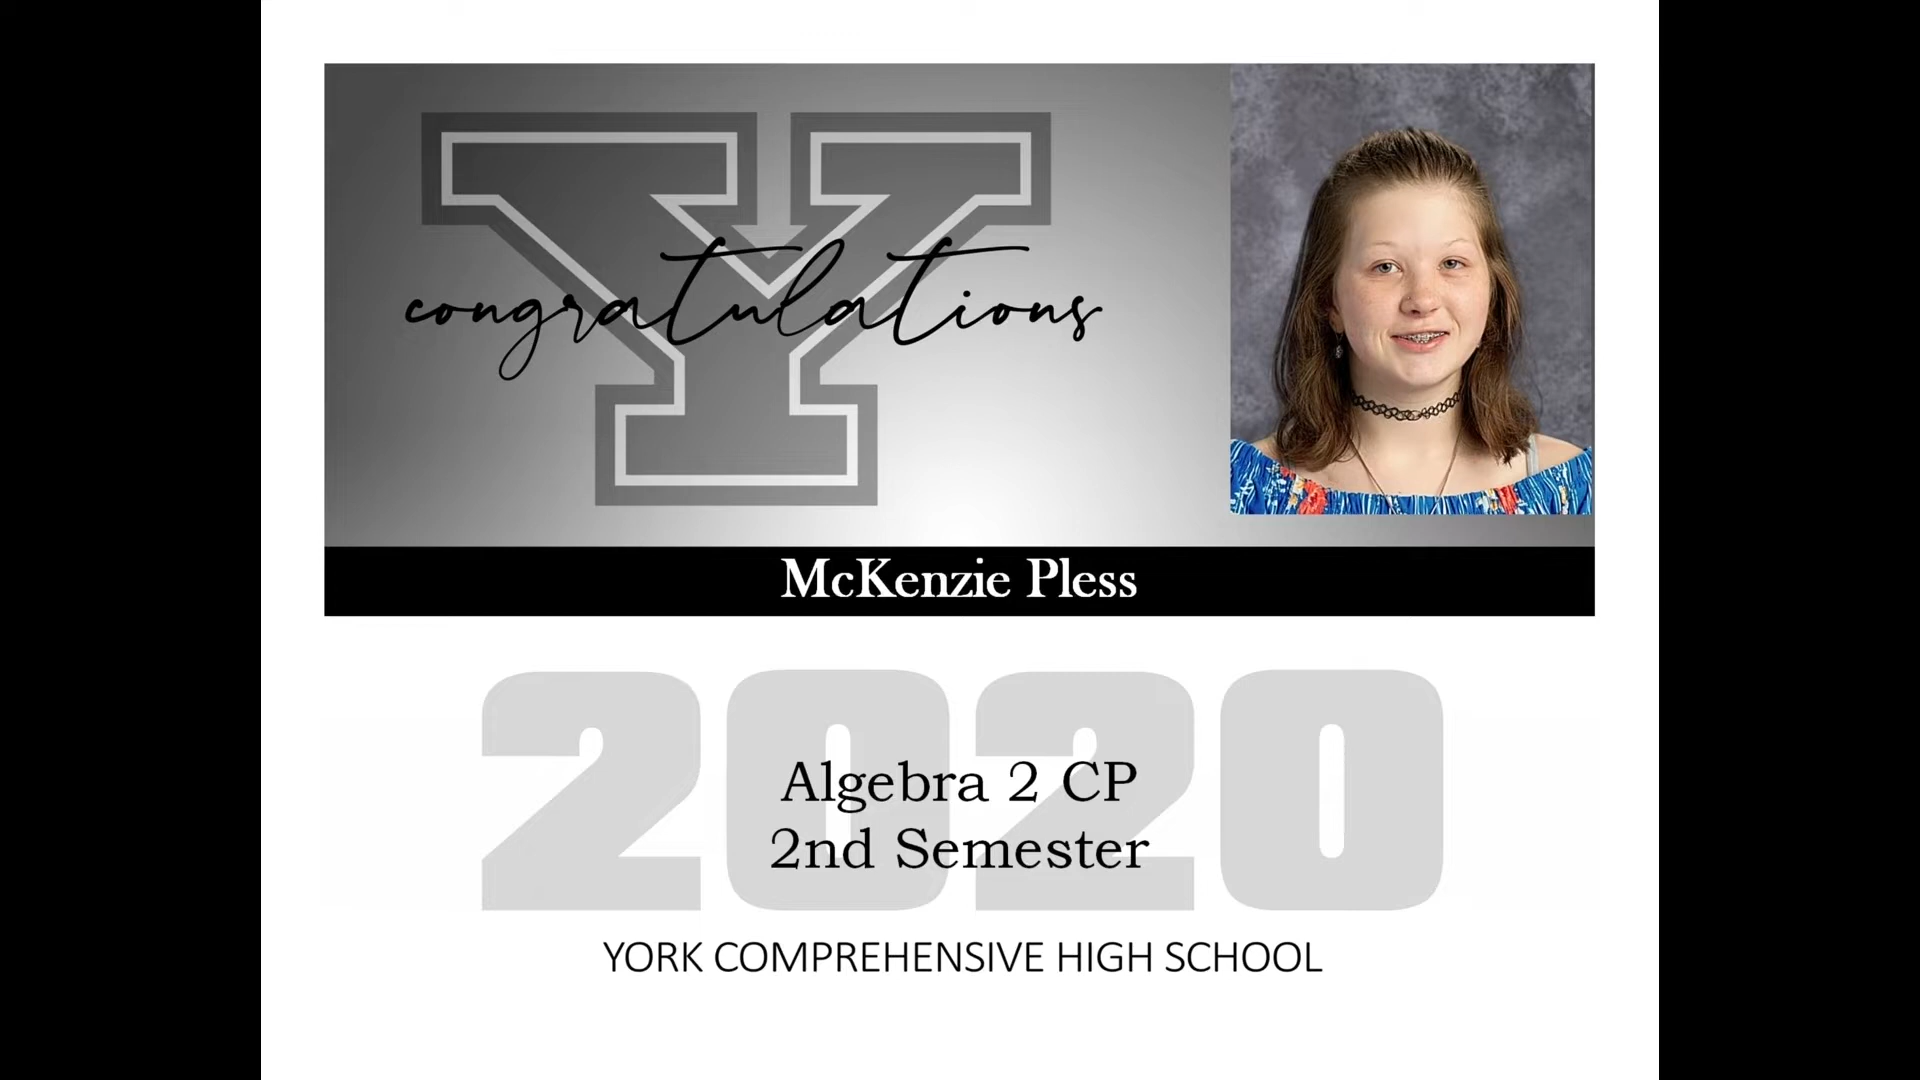 Y
congratulations
McKenzie Pless
2020
Algebra 2 CP
2nd Semester
YORK COMPREHENSIVE HIGH SCHOOL